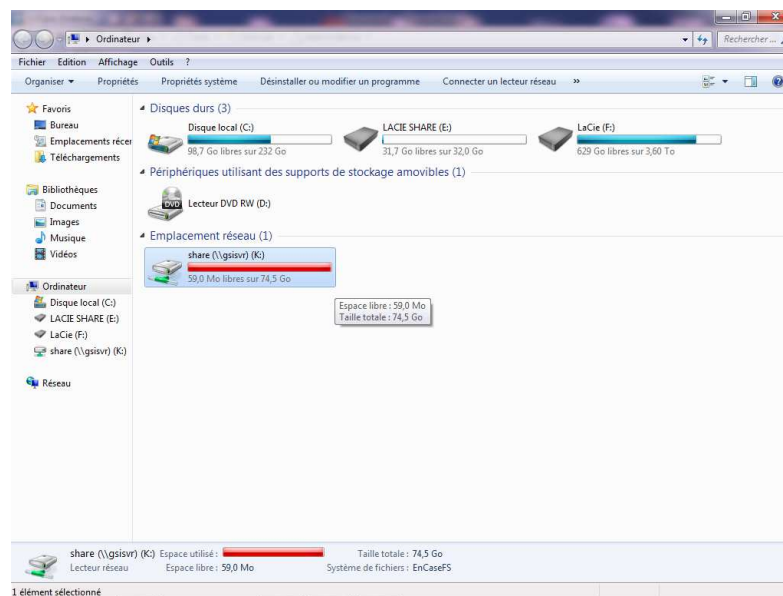 Ordinateur
Rechercher...
Fichier Edition Affichage Outils ?
Organiser Propriétés Propriétés système Désinstaller ou modifier un programme Connecter un lecteur réseau »
Favoris
Bureau
Emplacements récer
Téléchargements
Bibliothèques
Documents
Images
Musique
Vidéos
Ordinateur
Disque local (C:)
LACIE SHARE (E:)
LaCie (F:)
share (\\gsisvr) (K:)
Réseau
Disques durs (3)
Disque local (C:)
98,7 Go libres sur 232 Go
LACIE SHARE (E:)
31,7 Go libres sur 32,0 Go
LaCie (F:)
629 Go libres sur 3,60 To
Périphériques utilisant des supports de stockage amovibles (1)
DVD
Lecteur DVD RW (D:)
Emplacement réseau (1)
share (\\gsisvr) (K:)
59,0 Mo libres sur 74,5 Go
Espace libre : 59,0 Mo
Taille totale : 74,5 Go
share (\\gsisvr) (K:) Espace utilisé : Taille totale : 74,5 Go
Lecteur réseau Espace libre : 59,0 Mo Système de fichiers : EnCaseFS
1 élément sélectionné